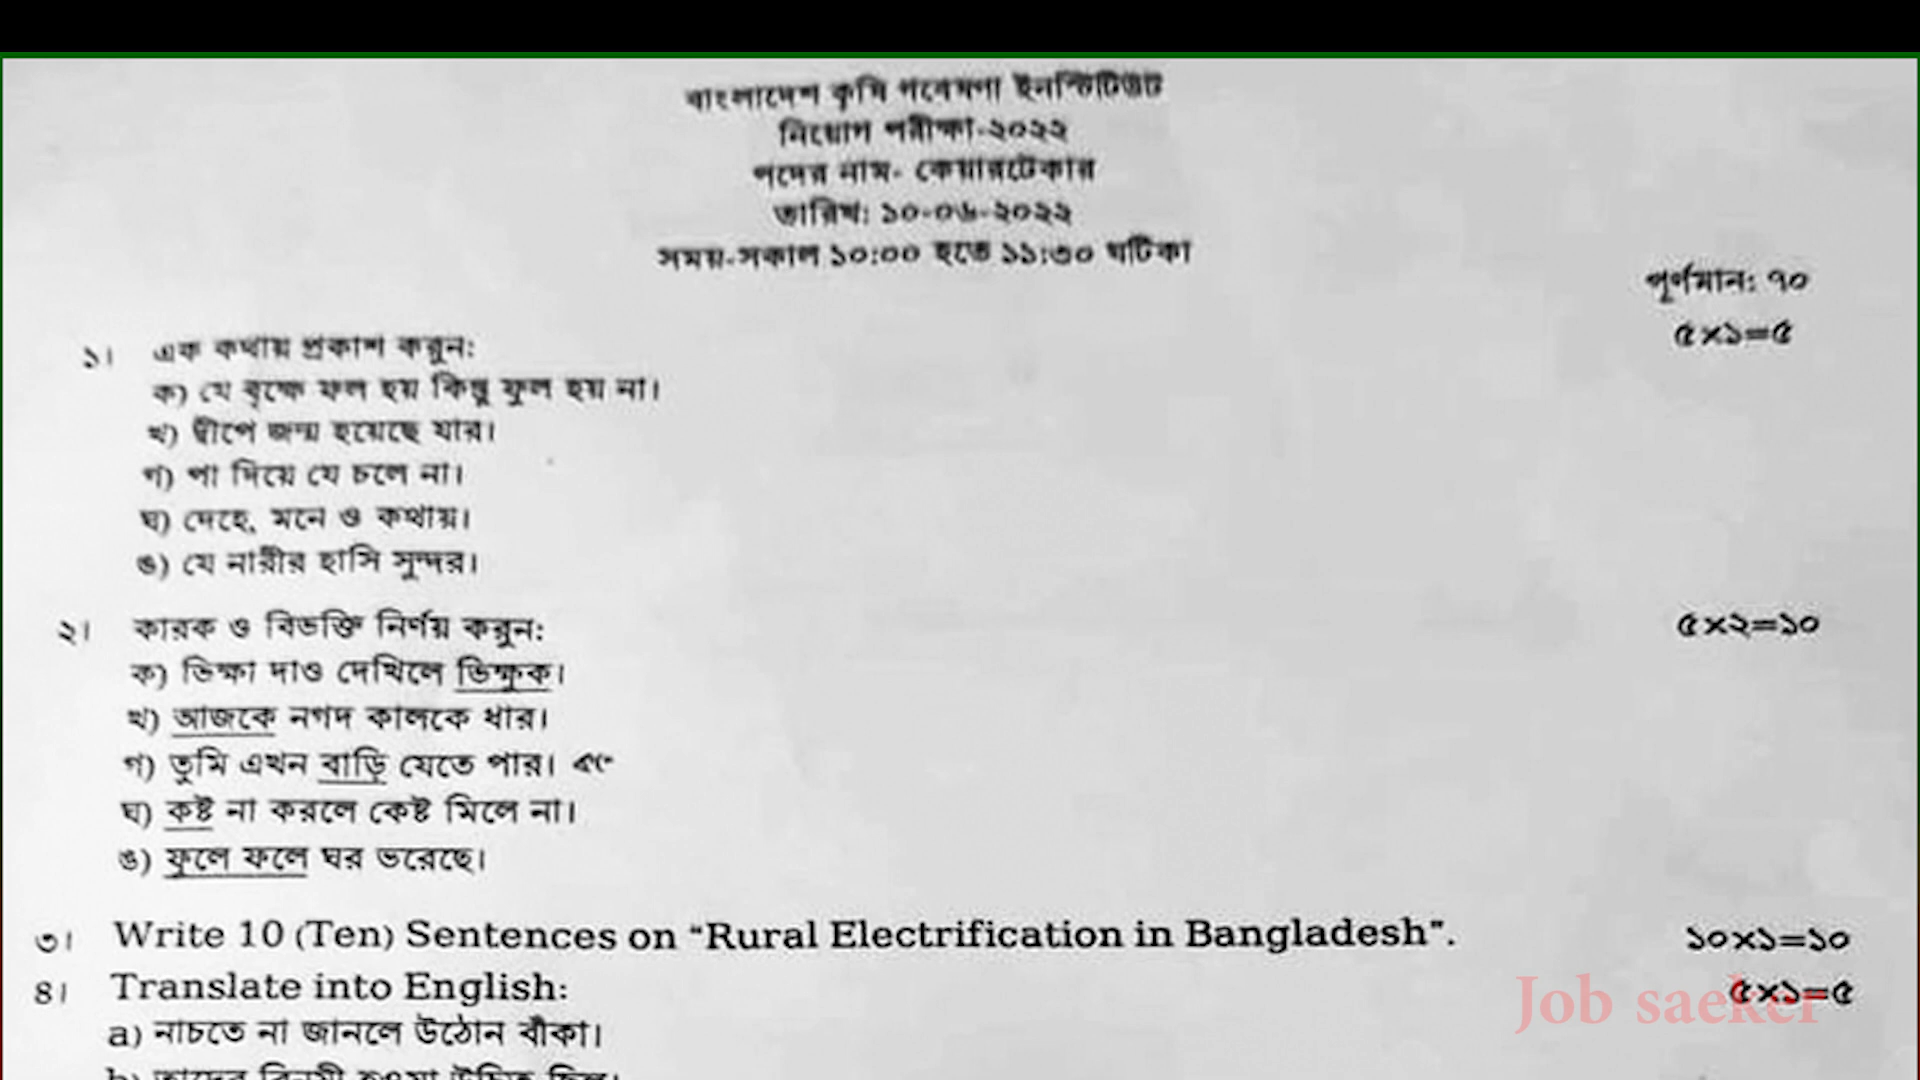 বাংলাদেশ কৃষি গবেষণা ইনস্টিটিউট
নিয়োগ পরীক্ষা-২০২২
পদের নাম- কেয়ারটেকার
তারিখ: ১০-০৬-২০২২
সময়-সকাল ১০:০০ হতে ১১:৩০ ঘটিকা
পূর্ণমান: ৭০
১। এক কথায় প্রকাশ করুন: ৫×১=৫
ক) যে বৃক্ষে ফল হয় কিন্তু ফুল হয় না।
খ) দ্বীপে জন্ম হয়েছে যার।
গ) পা দিয়ে যে চলে না।
ঘ) দেহে, মনে ও কথায়।
ঙ) যে নারীর হাসি সুন্দর।
২। কারক ও বিভক্তি নির্ণয় করুন: ৫×২=১০
ক) ভিক্ষা দাও দেখিলে ভিক্ষুক।
খ) আজকে নগদ কালকে ধার।
গ) তুমি এখন বাড়ি যেতে পার।
ঘ) কষ্ট না করলে কেষ্ট মিলে না।
ঙ) ফুলে ফলে ঘর ভরেছে।
৩। Write 10 (Ten) Sentences on “Rural Electrification in Bangladesh”. ১০×১=১০
৪। Translate into English: ৫×১=৫
Job saeker
a) নাচতে না জানলে উঠোন বাঁকা।
b) তাদের বিনয়ী হওয়া উচিত ছিল।